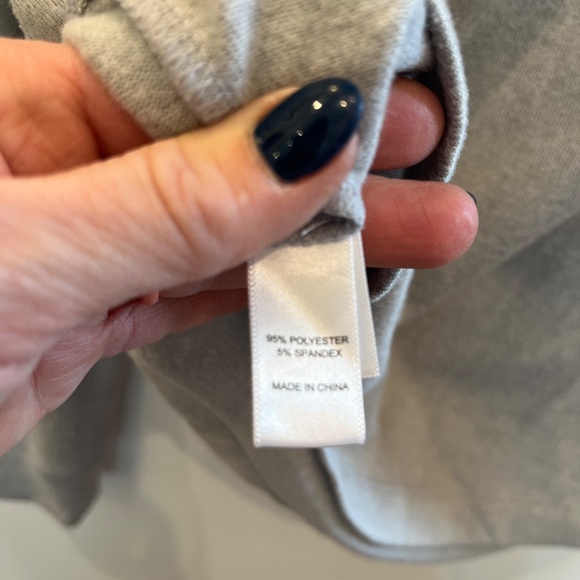 95% POLYESTER
5% SPANDEX
MADE IN CHINA